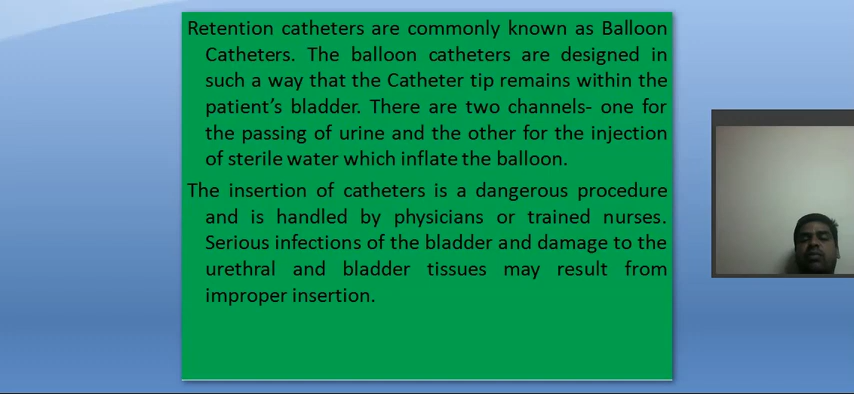 Retention catheters are commonly known as Balloon
Catheters. The balloon catheters are designed in
such a way that the Catheter tip remains within the
patient's bladder. There are two channels- one for
the passing of urine and the other for the injection
of sterile water which inflate the balloon.
The insertion of catheters is a dangerous procedure
and is handled by physicians or trained nurses.
Serious infections of the bladder and damage to the
urethral and bladder tissues may result from
improper insertion.